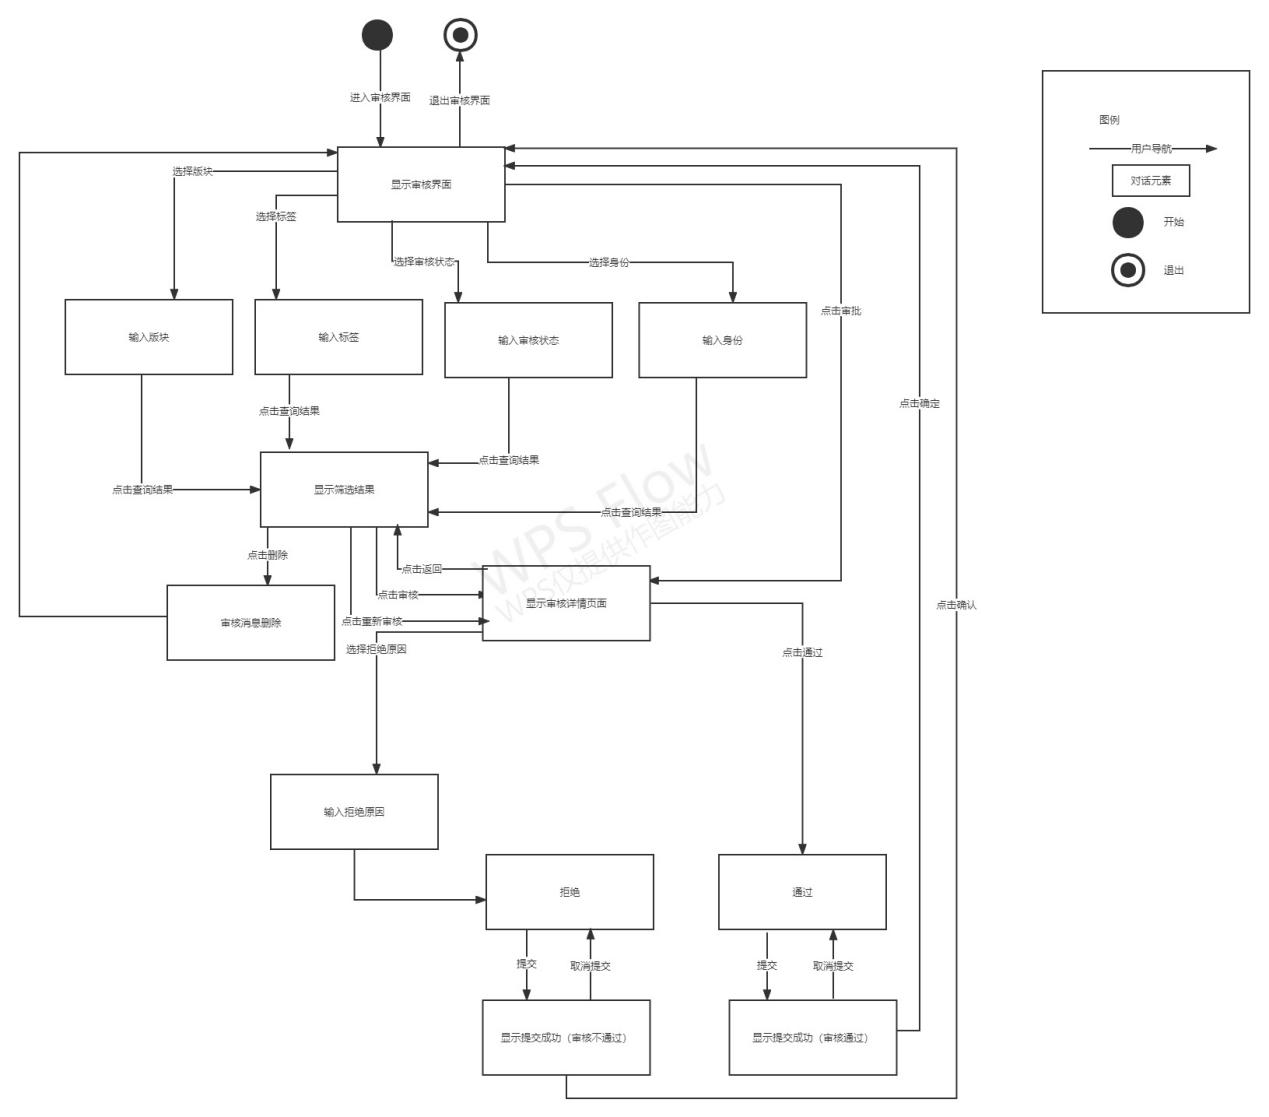 进入审核界面
退出审核界面
图例
用户导航
对话元素
开始
退出
选择版块
显示审核界面
选择标签
选择审核状态
选择身份
点击审批
输入版块
输入标签
输入审核状态
输入身份
点击确定
点击查询结果
点击查询结果
点击查询结果
点击查询结果
显示筛选结果
WPS Flow
WPS仅提供作图能力
点击删除
点击返回
点击审核
显示审核详情页面
点击确认
审核消息删除
点击重新审核
选择拒绝原因
点击通过
输入拒绝原因
拒绝
通过
提交
取消提交
提交
取消提交
显示提交成功（审核不通过）
显示提交成功（审核通过）